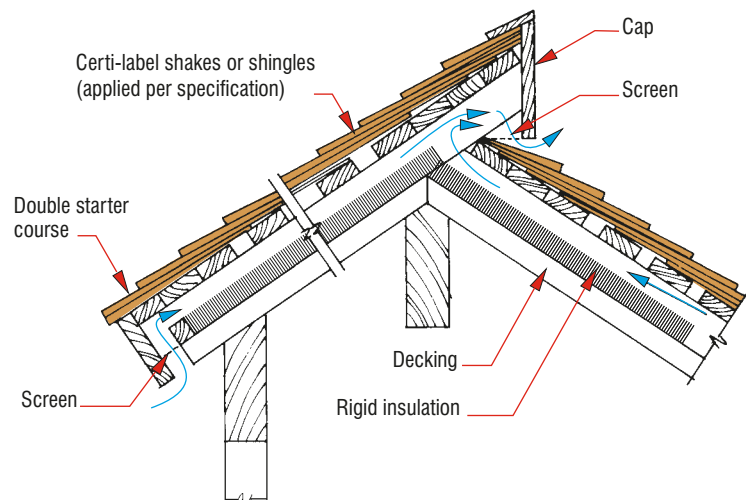 Cap
Certi-label shakes or shingles
(applied per specification)
Screen
Double starter
course
Decking
Screen
Rigid insulation